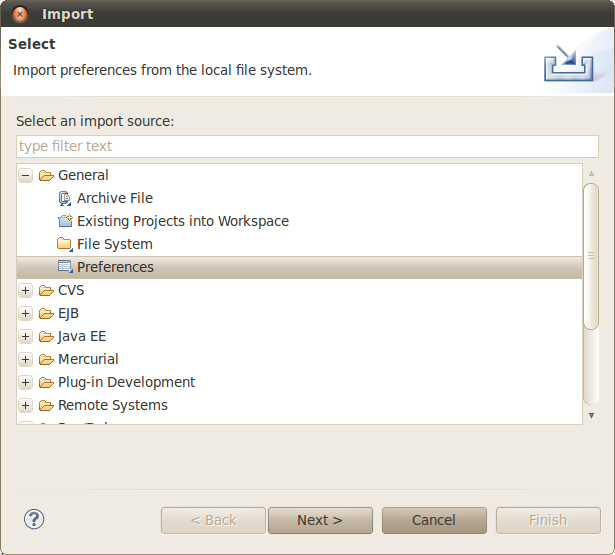 Import
Select
Import preferences from the local file system.
Select an import source:
type filter text
General
Archive File
Existing Projects into Workspace
File System
Preferences
CVS
EJB
Java EE
Mercurial
Plug-in Development
Remote Systems
< Back
Next >
Cancel
Finish